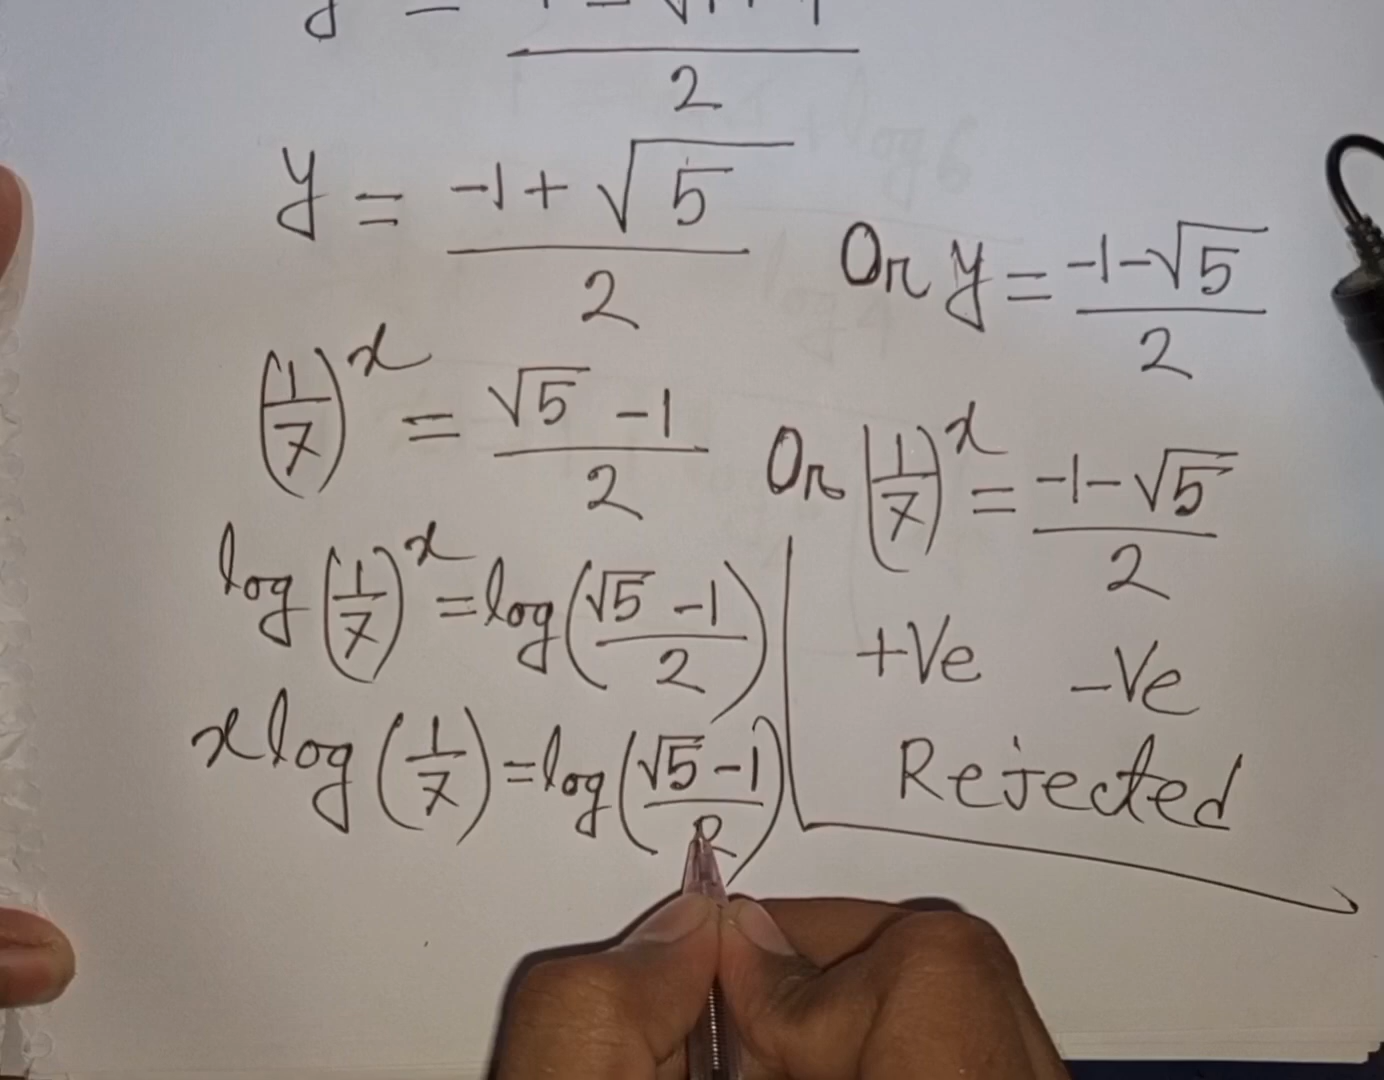 2
y = -1 + √5 / 2 Or y = -1 - √5 / 2
(1/7)^x = √5 - 1 / 2 Or (1/7)^x = -1 - √5 / 2
log (1/7)^x = log (√5 - 1 / 2) +Ve -Ve
x log (1/7) = log (√5 - 1 / 2) Rejected